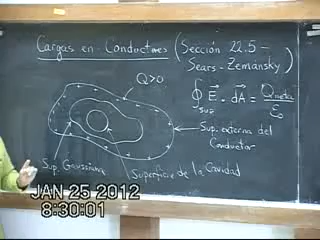 Cargas en Conductores (Sección 22.5 –
Sears - Zemansky)
Q>0
∮ E⃗ • dA⃗ = Qneta / ε₀
sup
Sup. externa del
Conductor
Sup. Gaussiana
Superficie de la Cavidad
JAN 25 2012
8:30:01